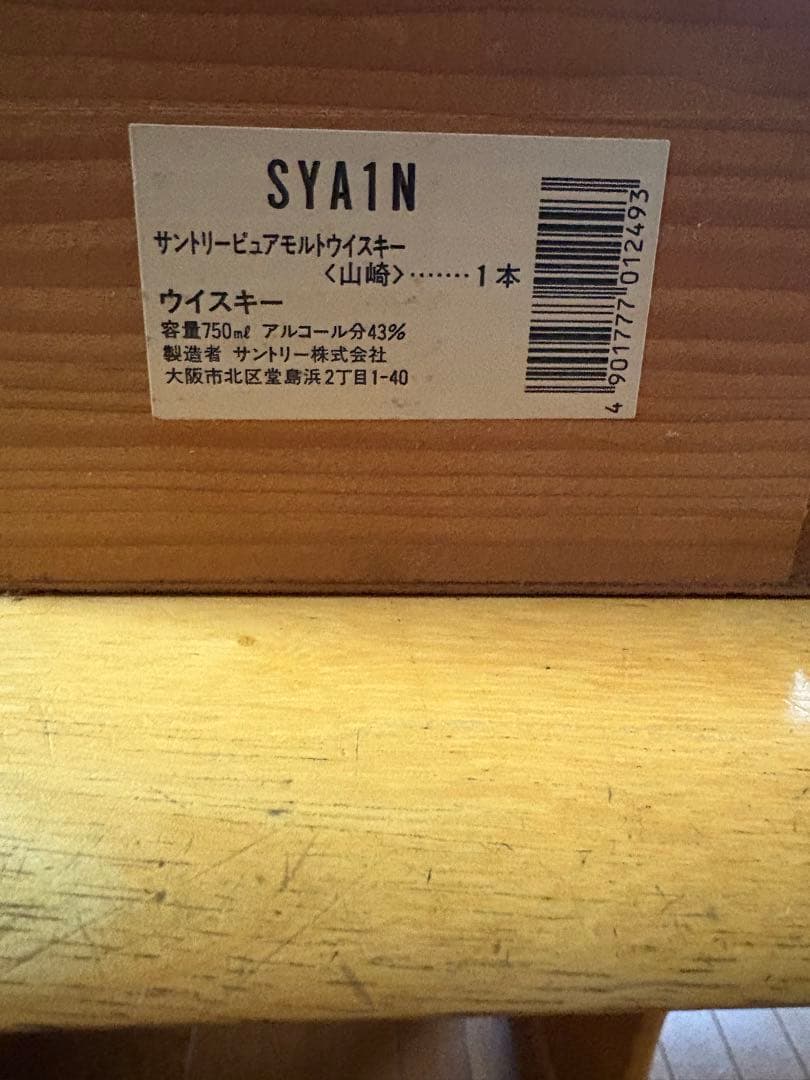 SYA1N
サントリーピュアモルトウイスキー
〈山崎〉‥‥‥‥1本
ウイスキー
容量750㎖ アルコール分43%
製造者 サントリー株式会社
大阪市北区堂島浜2丁目1-40
4 901777 012493